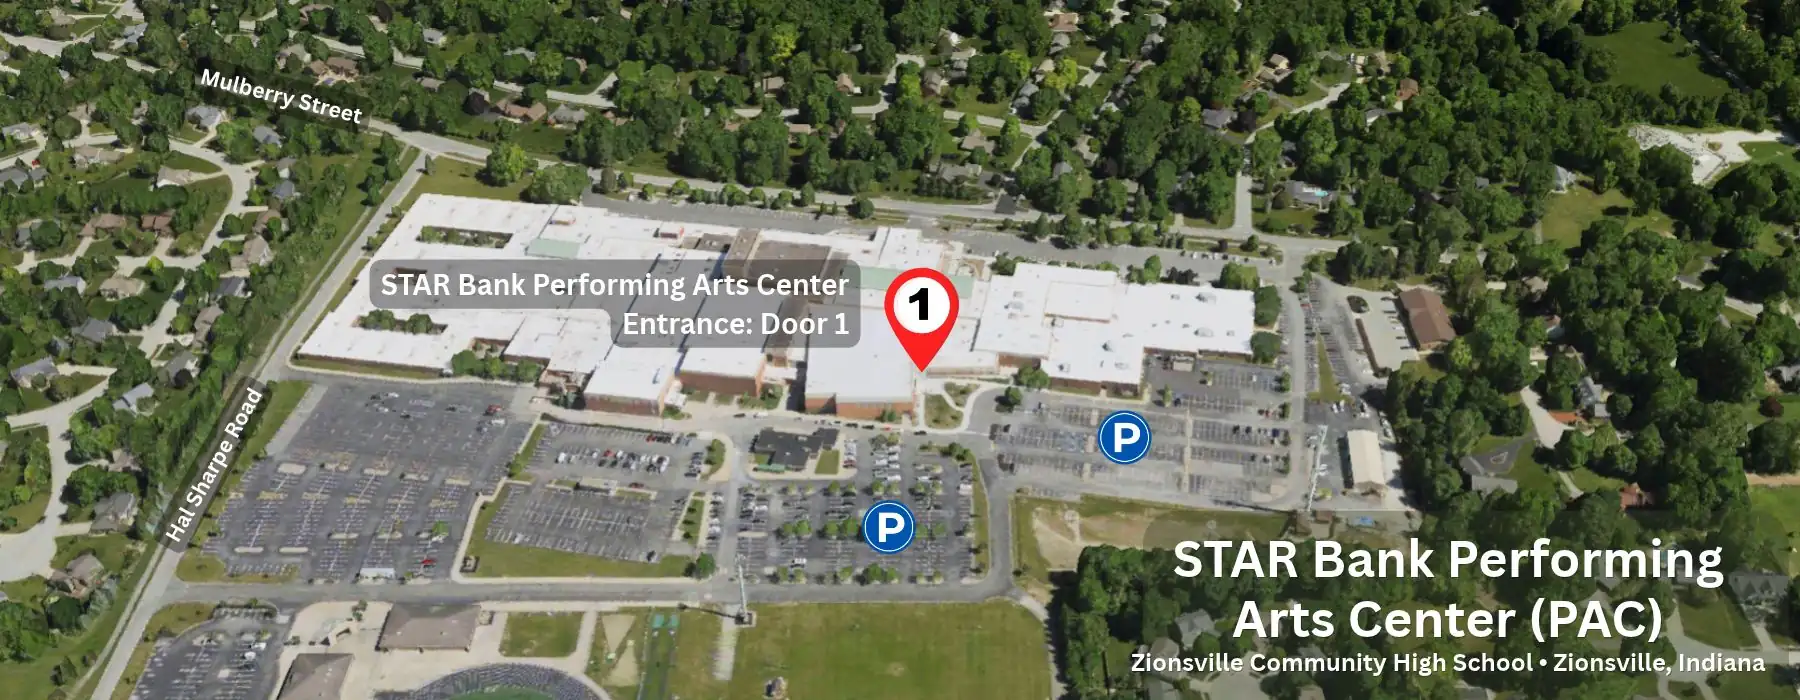 Mulberry Street
STAR Bank Performing Arts Center
Entrance: Door 1
1
Hal Sharpe Road
P
P
STAR Bank Performing
Arts Center (PAC)
Zionsville Community High School • Zionsville, Indiana